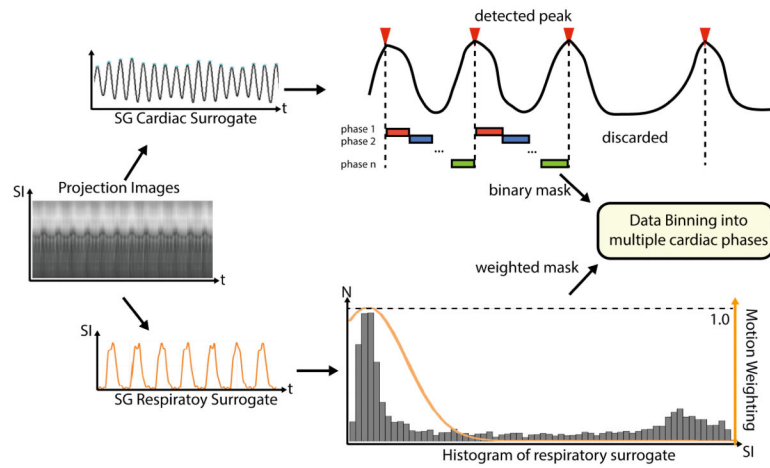 detected peak
t
SG Cardiac Surrogate
phase 1
phase 2
...
...
phase n
discarded
binary mask
SI
Projection Images
t
Data Binning into
multiple cardiac phases
weighted mask
N
1.0
Motion Weighting
SI
t
SG Respiratoy Surrogate
Histogram of respiratory surrogate
SI